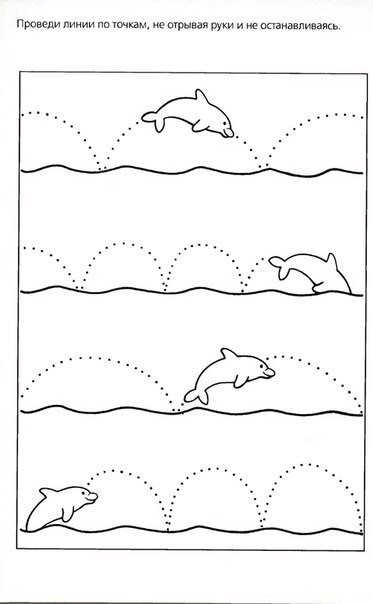 Проведи линии по точкам, не отрывая руки и не останавливаясь.